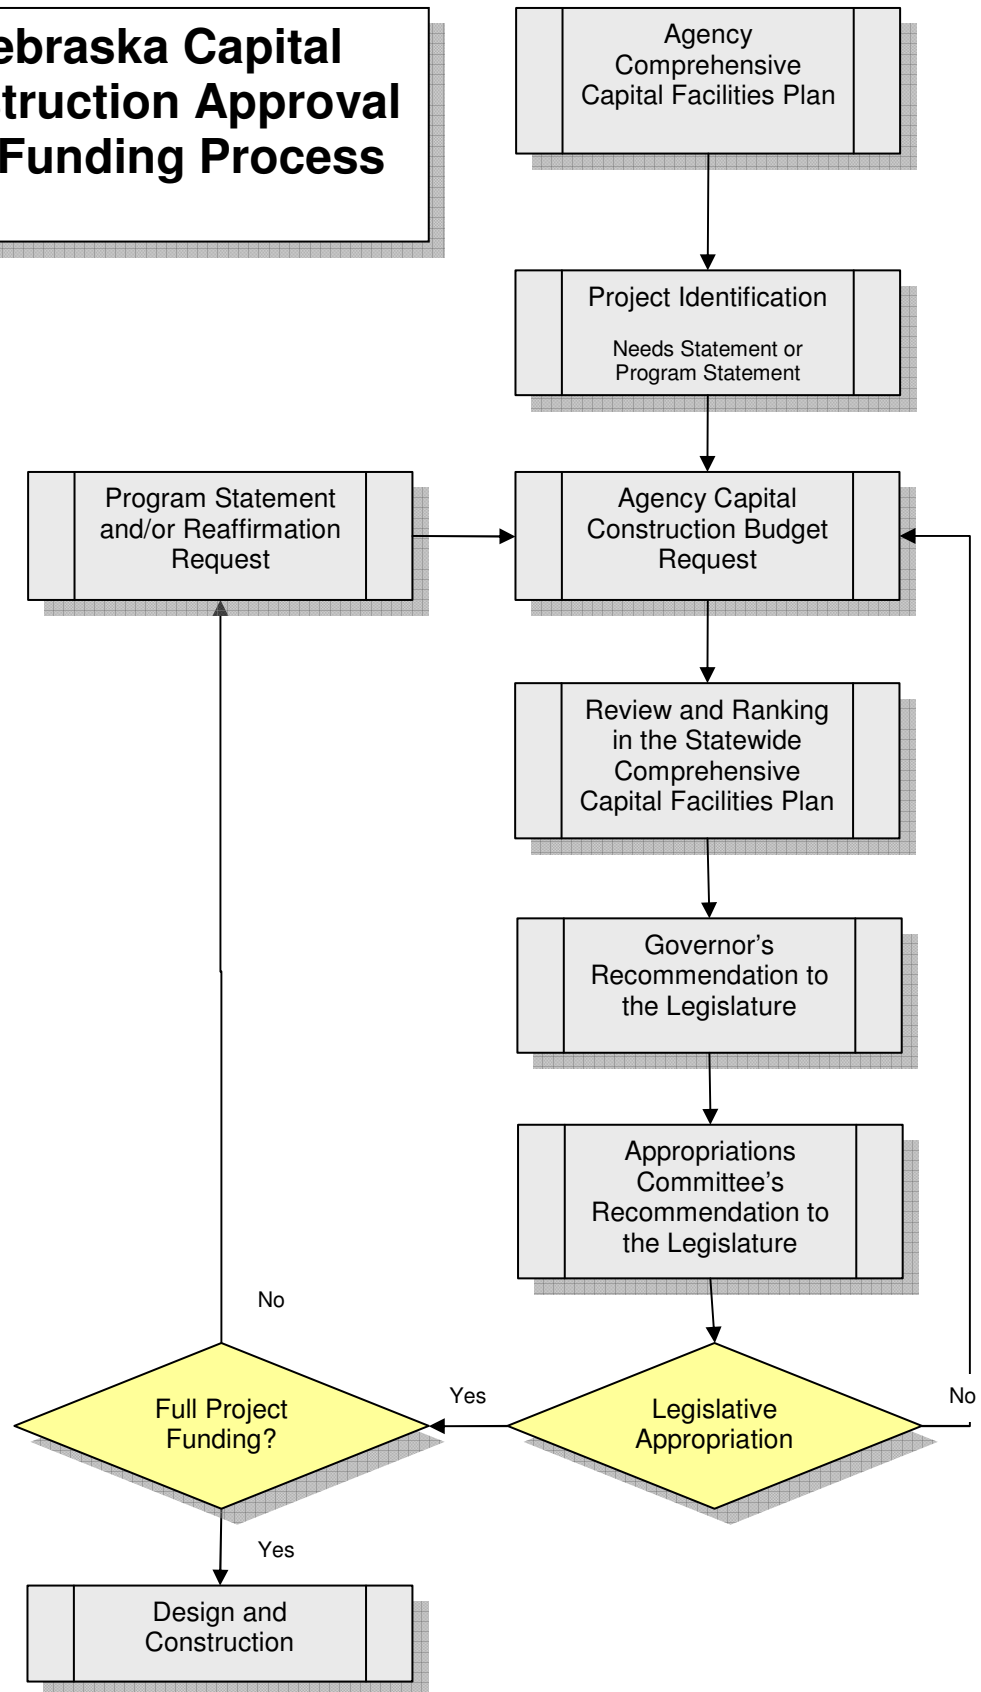 ebraska Capital
struction Approval
Funding Process
Agency
Comprehensive
Capital Facilities Plan
Project Identification
Needs Statement or
Program Statement
Program Statement
and/or Reaffirmation
Request
Agency Capital
Construction Budget
Request
Review and Ranking
in the Statewide
Comprehensive
Capital Facilities Plan
Governor’s
Recommendation to
the Legislature
Appropriations
Committee’s
Recommendation to
the Legislature
No
Full Project
Funding?
Yes
Legislative
Appropriation
No
Yes
Design and
Construction